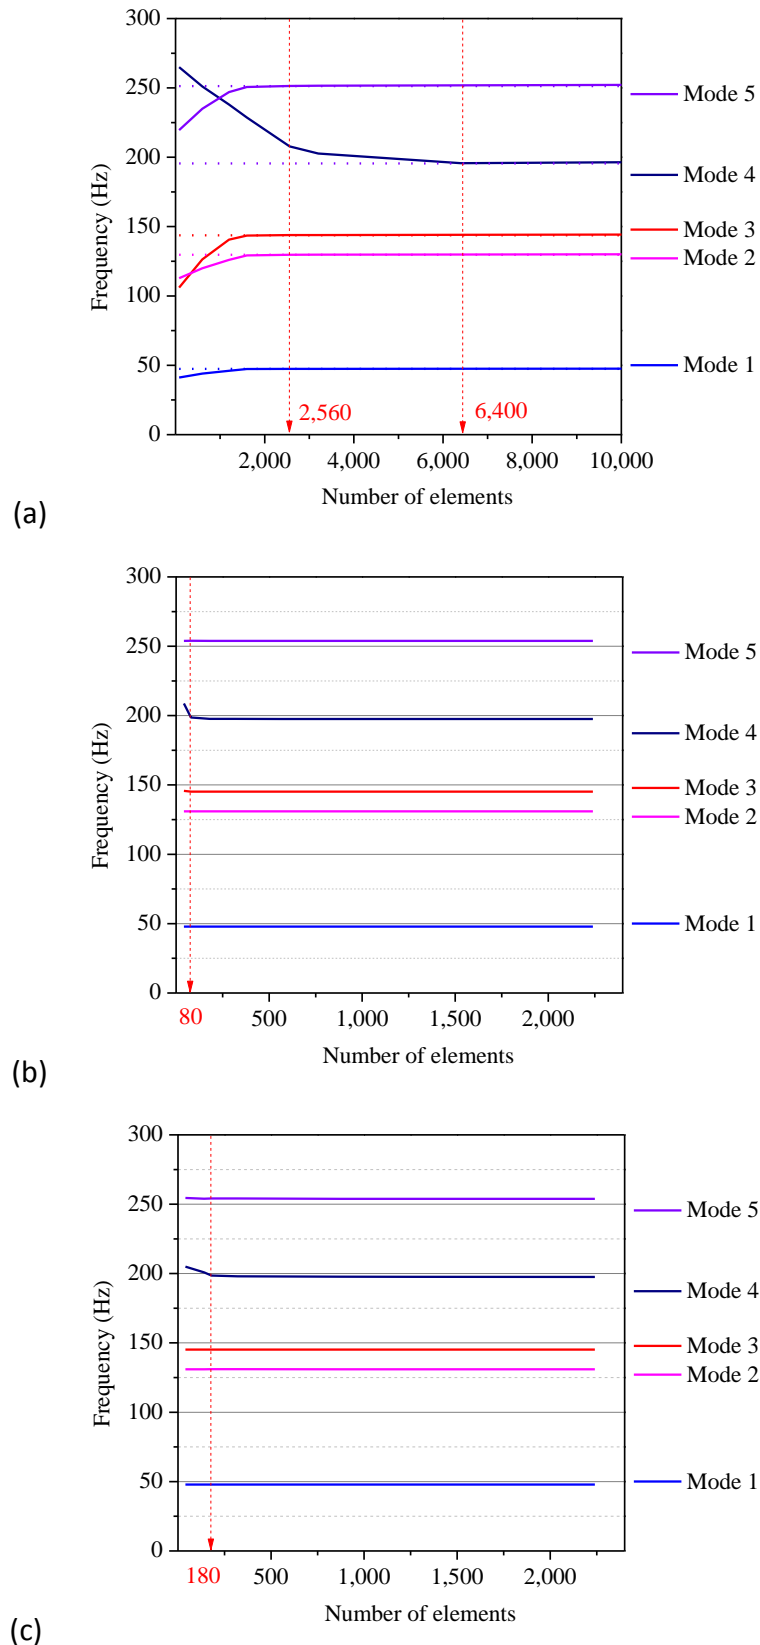 300
250
200
150
100
50
0
Frequency (Hz)
Mode 5
Mode 4
Mode 3
Mode 2
Mode 1
2,560
6,400
2,000 4,000 6,000 8,000 10,000
Number of elements
(a)
300
250
200
150
100
50
0
Frequency (Hz)
Mode 5
Mode 4
Mode 3
Mode 2
Mode 1
80 500 1,000 1,500 2,000
Number of elements
(b)
300
250
200
150
100
50
0
Frequency (Hz)
Mode 5
Mode 4
Mode 3
Mode 2
Mode 1
180 500 1,000 1,500 2,000
Number of elements
(c)